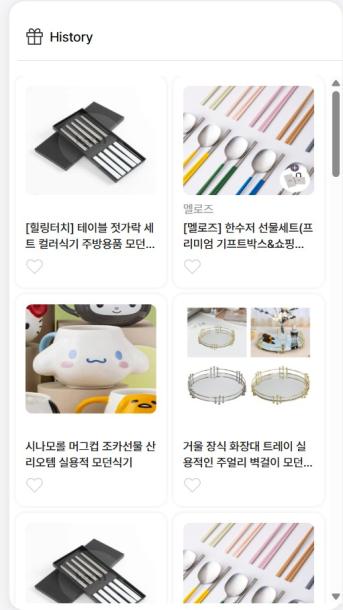 History
[힐링터치] 테이블 젓가락 세
트 컬러식기 주방용품 모던...
멜로즈
[멜로즈] 한수저 선물세트(프
리미엄 기프트박스&쇼핑...
시나모롤 머그컵 조카선물 산
리오템 실용적 모던식기
거울 장식 화장대 트레이 실
용적인 주얼리 벽걸이 모던...